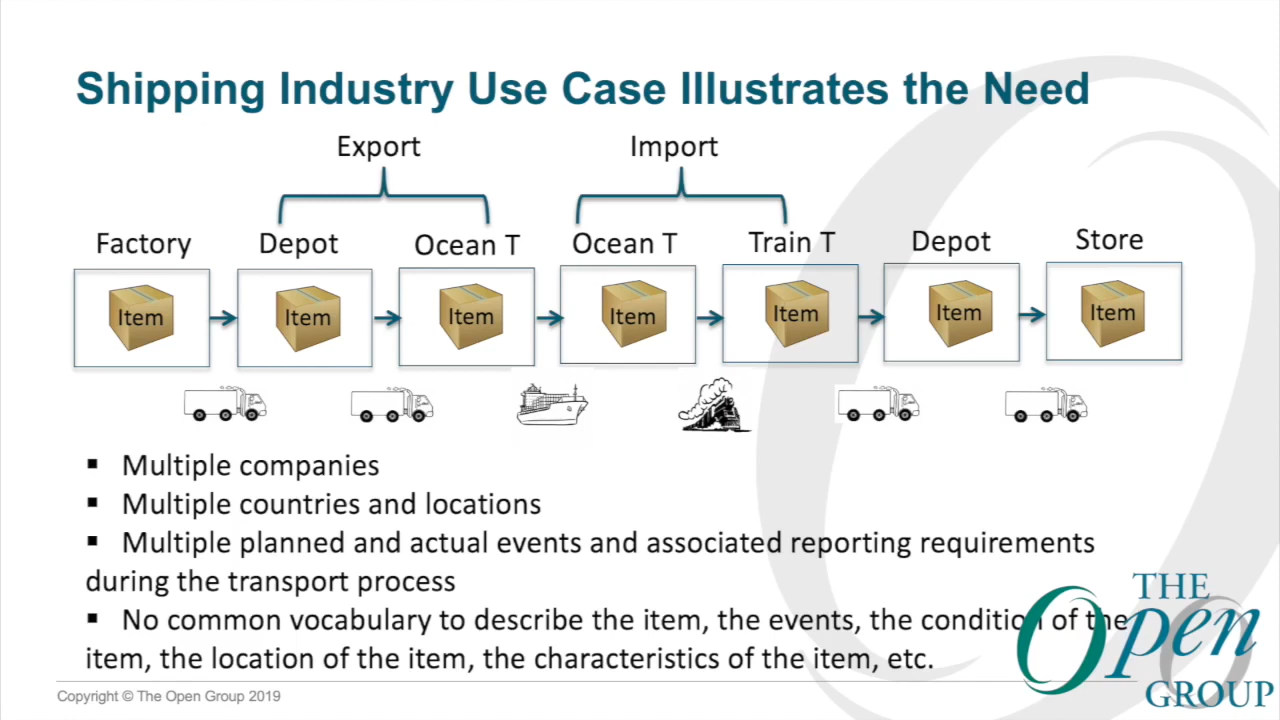 Shipping Industry Use Case Illustrates the Need
Export
Import
Factory
Depot
Ocean T
Ocean T
Train T
Depot
Store
Item
Item
Item
Item
Item
Item
Item
▪ Multiple companies
▪ Multiple countries and locations
▪ Multiple planned and actual events and associated reporting requirements
during the transport process
▪ No common vocabulary to describe the item, the events, the condition of the
item, the location of the item, the characteristics of the item, etc.
Copyright © The Open Group 2019
THE
Open
GROUP